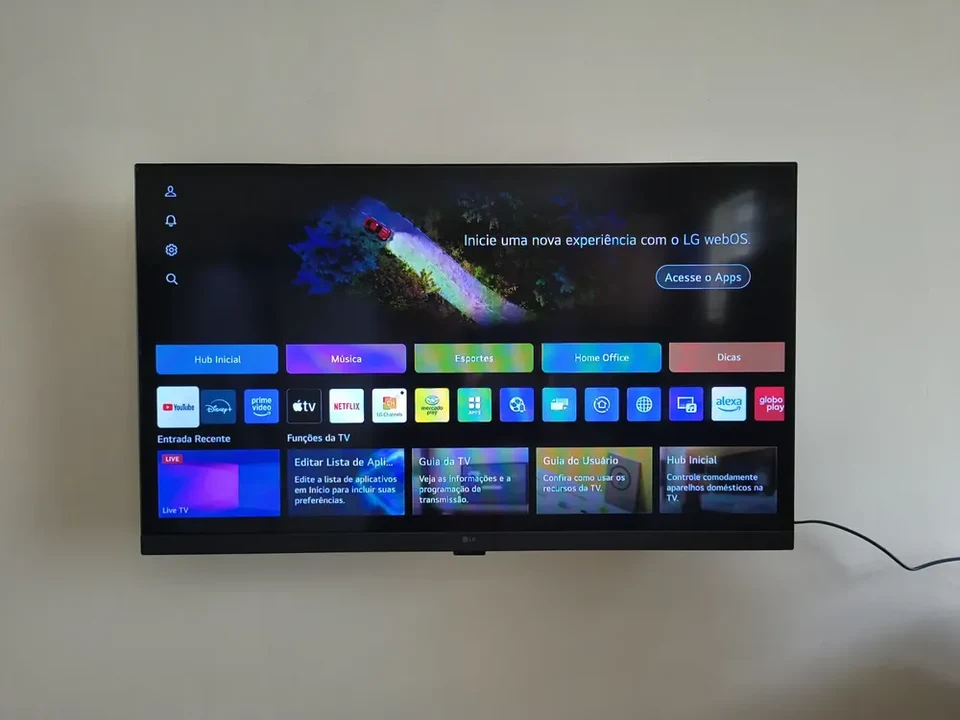 Inicie uma nova experiência com o LG webOS.
Acesse o Apps
Hub Inicial
Música
Esportes
Home Office
Dicas
YouTube
Disney+
prime video
tv
NETFLIX
LG Channels
mercado play
APPS
alexa
globo play
Entrada Recente
Funções da TV
LIVE
Live TV
Editar Lista de Apli...
Edite a lista de aplicativos
em Início para incluir suas
preferências.
Guia da TV
Veja as informações e a
programação de
transmissão.
Guia do Usuário
Confira como usar os
recursos da TV.
Hub Inicial
Controle comodamente
aparelhos domésticos na
TV.
LG